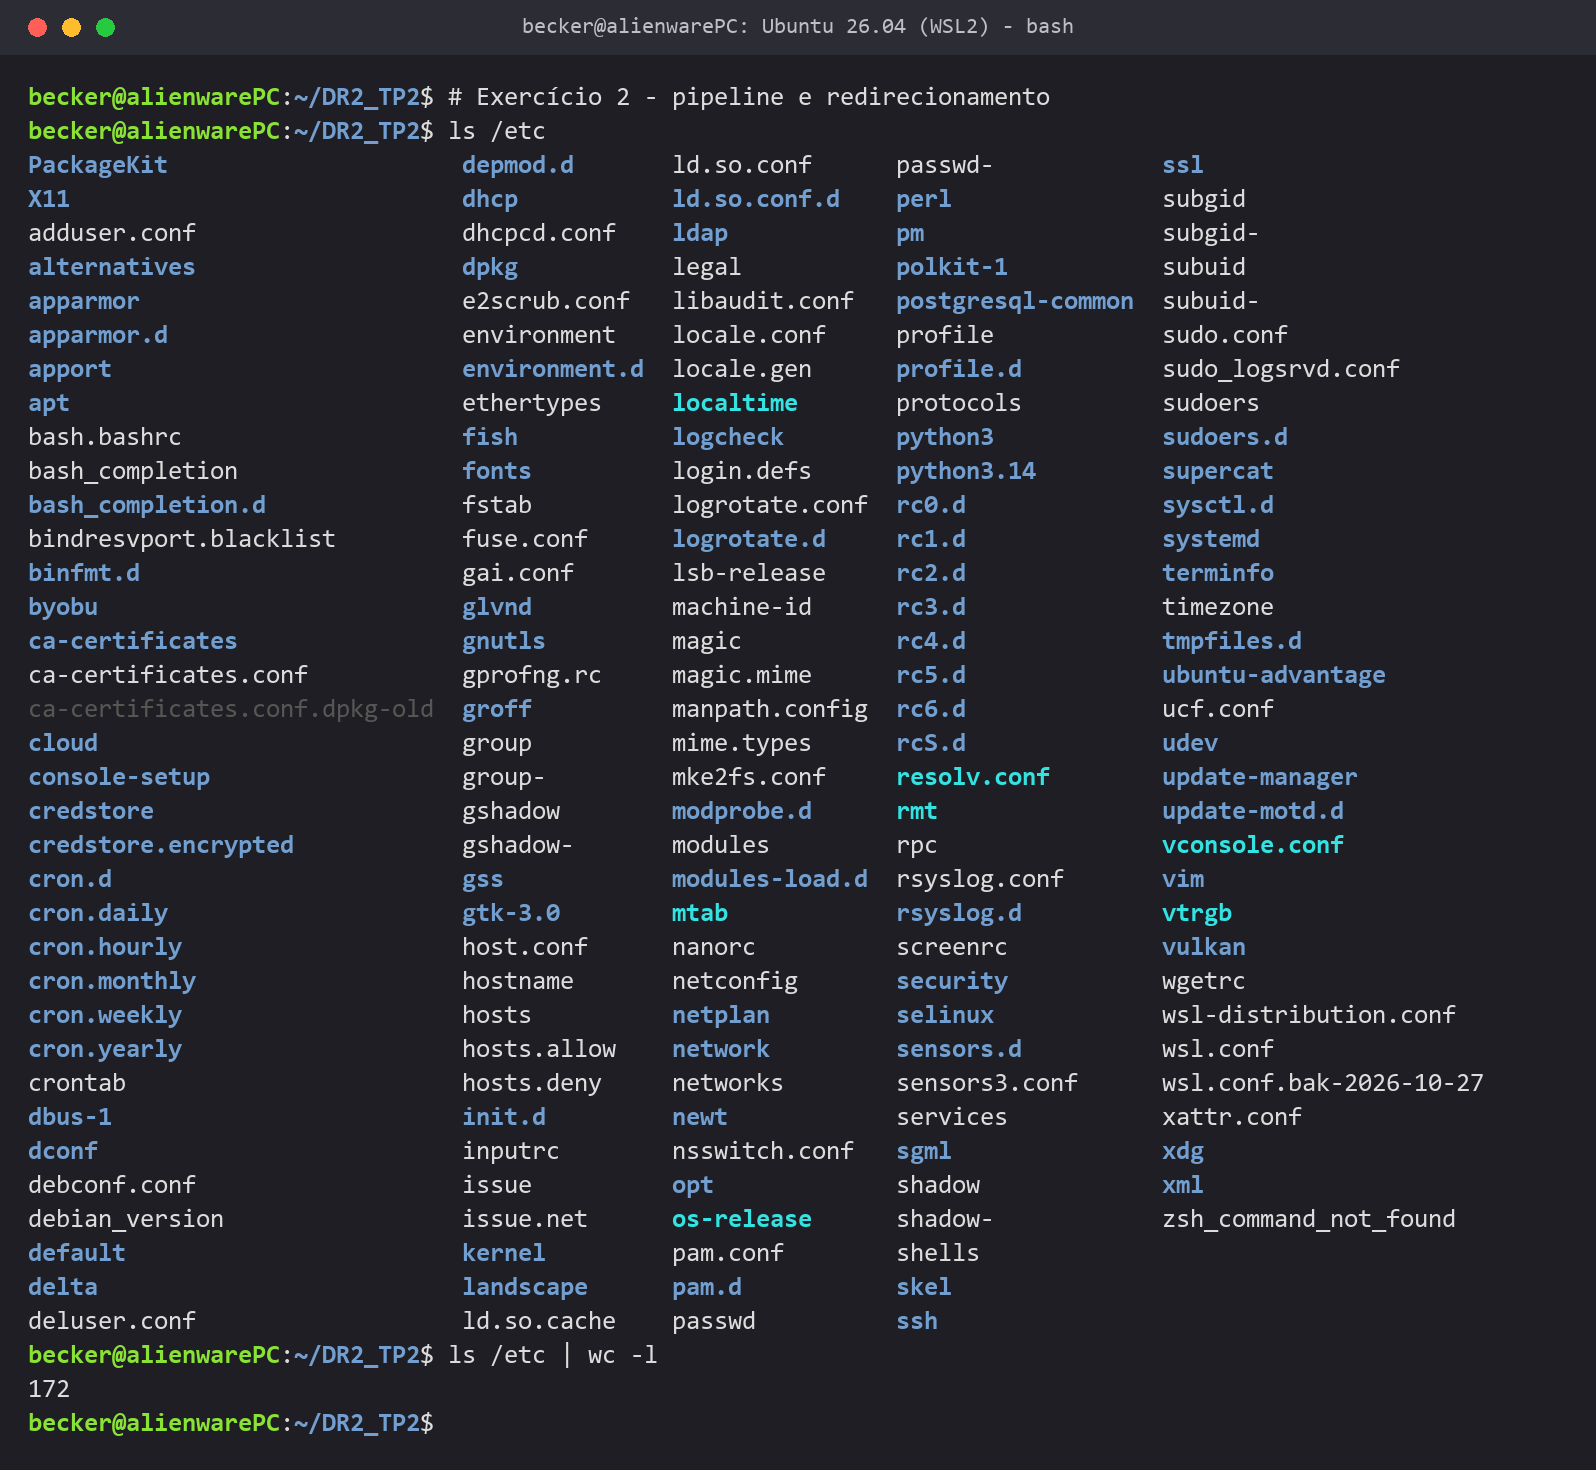 becker@alienwarePC: Ubuntu 26.04 (WSL2) - bash
becker@alienwarePC:~/DR2_TP2$ # Exercício 2 - pipeline e redirecionamento
becker@alienwarePC:~/DR2_TP2$ ls /etc
PackageKit depmod.d ld.so.conf passwd- ssl
X11 dhcp ld.so.conf.d perl subgid
adduser.conf dhcpcd.conf ldap pm subgid-
alternatives dpkg legal polkit-1 subuid
apparmor e2scrub.conf libaudit.conf postgresql-common subuid-
apparmor.d environment locale.conf profile sudo.conf
apport environment.d locale.gen profile.d sudo_logsrvd.conf
apt ethertypes localtime protocols sudoers
bash.bashrc fish logcheck python3 sudoers.d
bash_completion fonts login.defs python3.14 supercat
bash_completion.d fstab logrotate.conf rc0.d sysctl.d
bindresvport.blacklist fuse.conf logrotate.d rc1.d systemd
binfmt.d gai.conf lsb-release rc2.d terminfo
byobu glvnd machine-id rc3.d timezone
ca-certificates gnutls magic rc4.d tmpfiles.d
ca-certificates.conf gprofng.rc magic.mime rc5.d ubuntu-advantage
ca-certificates.conf.dpkg-old groff manpath.config rc6.d ucf.conf
cloud group mime.types rcS.d udev
console-setup group- mke2fs.conf resolv.conf update-manager
credstore gshadow modprobe.d rmt update-motd.d
credstore.encrypted gshadow- modules rpc vconsole.conf
cron.d gss modules-load.d rsyslog.conf vim
cron.daily gtk-3.0 mtab rsyslog.d vtrgb
cron.hourly host.conf nanorc screenrc vulkan
cron.monthly hostname netconfig security wgetrc
cron.weekly hosts netplan selinux wsl-distribution.conf
cron.yearly hosts.allow network sensors.d wsl.conf
crontab hosts.deny networks sensors3.conf wsl.conf.bak-2026-10-27
dbus-1 init.d newt services xattr.conf
dconf inputrc nsswitch.conf sgml xdg
debconf.conf issue opt shadow xml
debian_version issue.net os-release shadow- zsh_command_not_found
default kernel pam.conf shells
delta landscape pam.d skel
deluser.conf ld.so.cache passwd ssh
becker@alienwarePC:~/DR2_TP2$ ls /etc | wc -l
172
becker@alienwarePC:~/DR2_TP2$